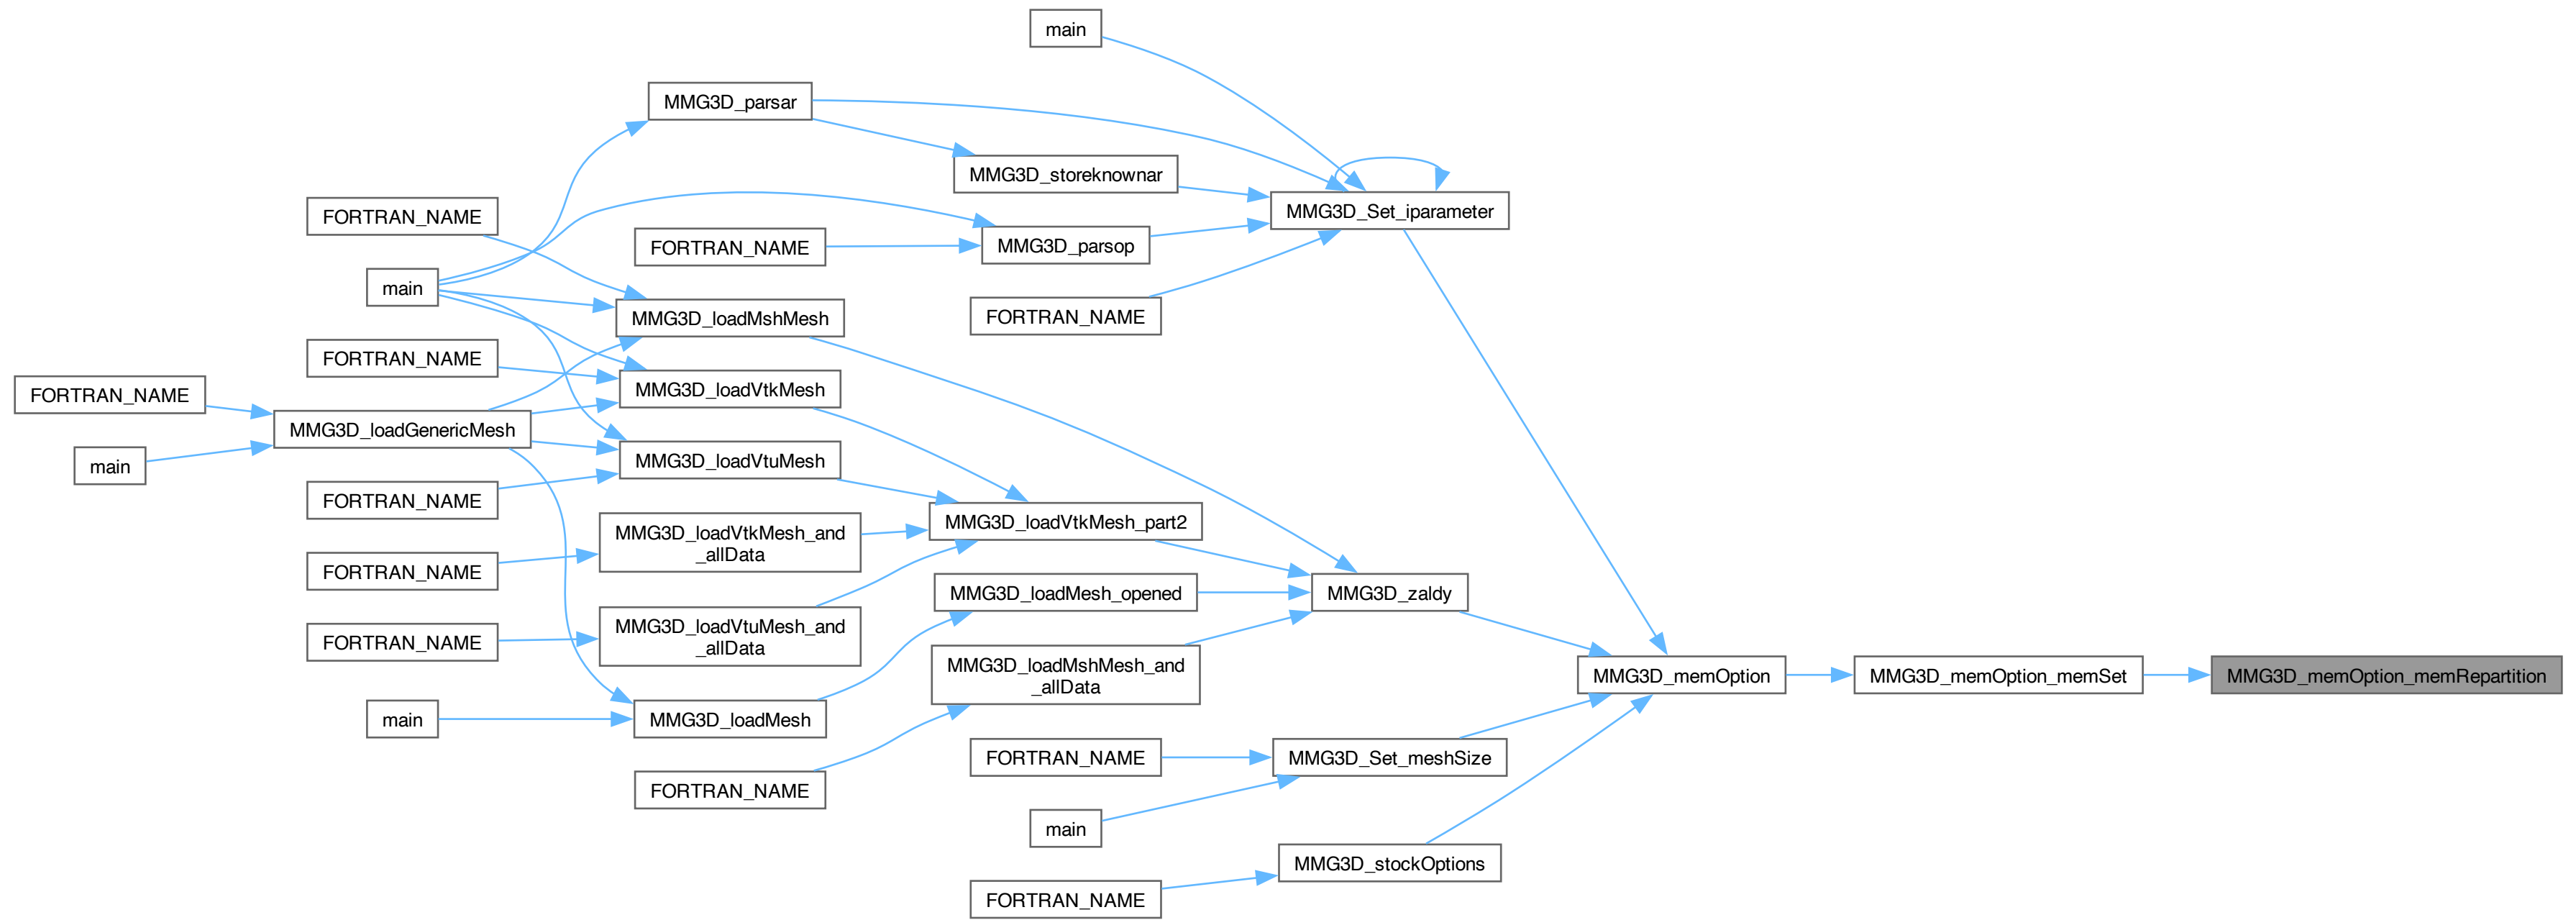 main
MMG3D_parsar
MMG3D_storeknownar
MMG3D_Set_iparameter
FORTRAN_NAME
FORTRAN_NAME
MMG3D_parsop
main
FORTRAN_NAME
MMG3D_loadMshMesh
FORTRAN_NAME
MMG3D_loadVtkMesh
FORTRAN_NAME
MMG3D_loadGenericMesh
main
MMG3D_loadVtuMesh
FORTRAN_NAME
MMG3D_loadVtkMesh_part2
MMG3D_loadVtkMesh_and
_allData
FORTRAN_NAME
MMG3D_loadMesh_opened
MMG3D_zaldy
MMG3D_loadVtuMesh_and
_allData
FORTRAN_NAME
MMG3D_loadMshMesh_and
_allData
MMG3D_memOption
MMG3D_memOption_memSet
MMG3D_memOption_memRepartition
main
MMG3D_loadMesh
FORTRAN_NAME
MMG3D_Set_meshSize
FORTRAN_NAME
main
MMG3D_stockOptions
FORTRAN_NAME